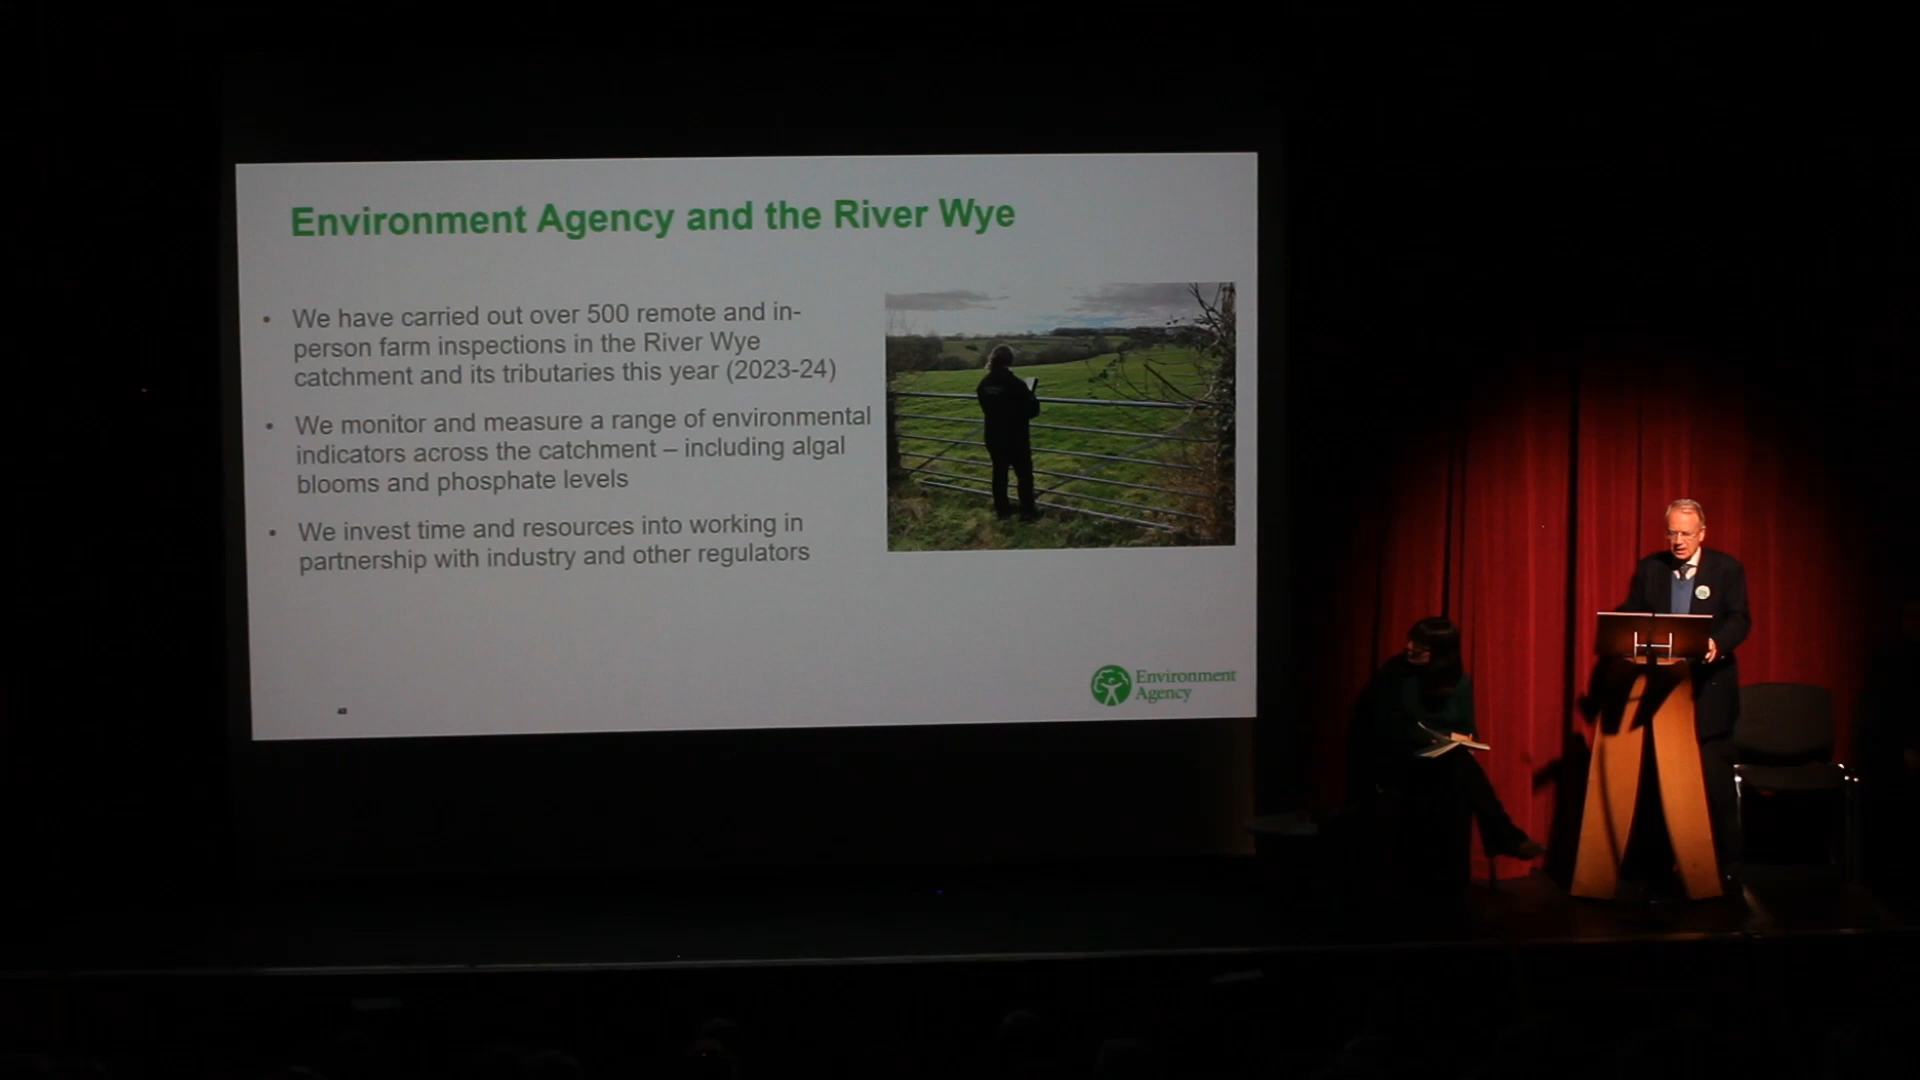 Environment Agency and the River Wye
• We have carried out over 500 remote and in-
person farm inspections in the River Wye
catchment and its tributaries this year (2023-24)
• We monitor and measure a range of environmental
indicators across the catchment – including algal
blooms and phosphate levels
• We invest time and resources into working in
partnership with industry and other regulators
Environment
Agency